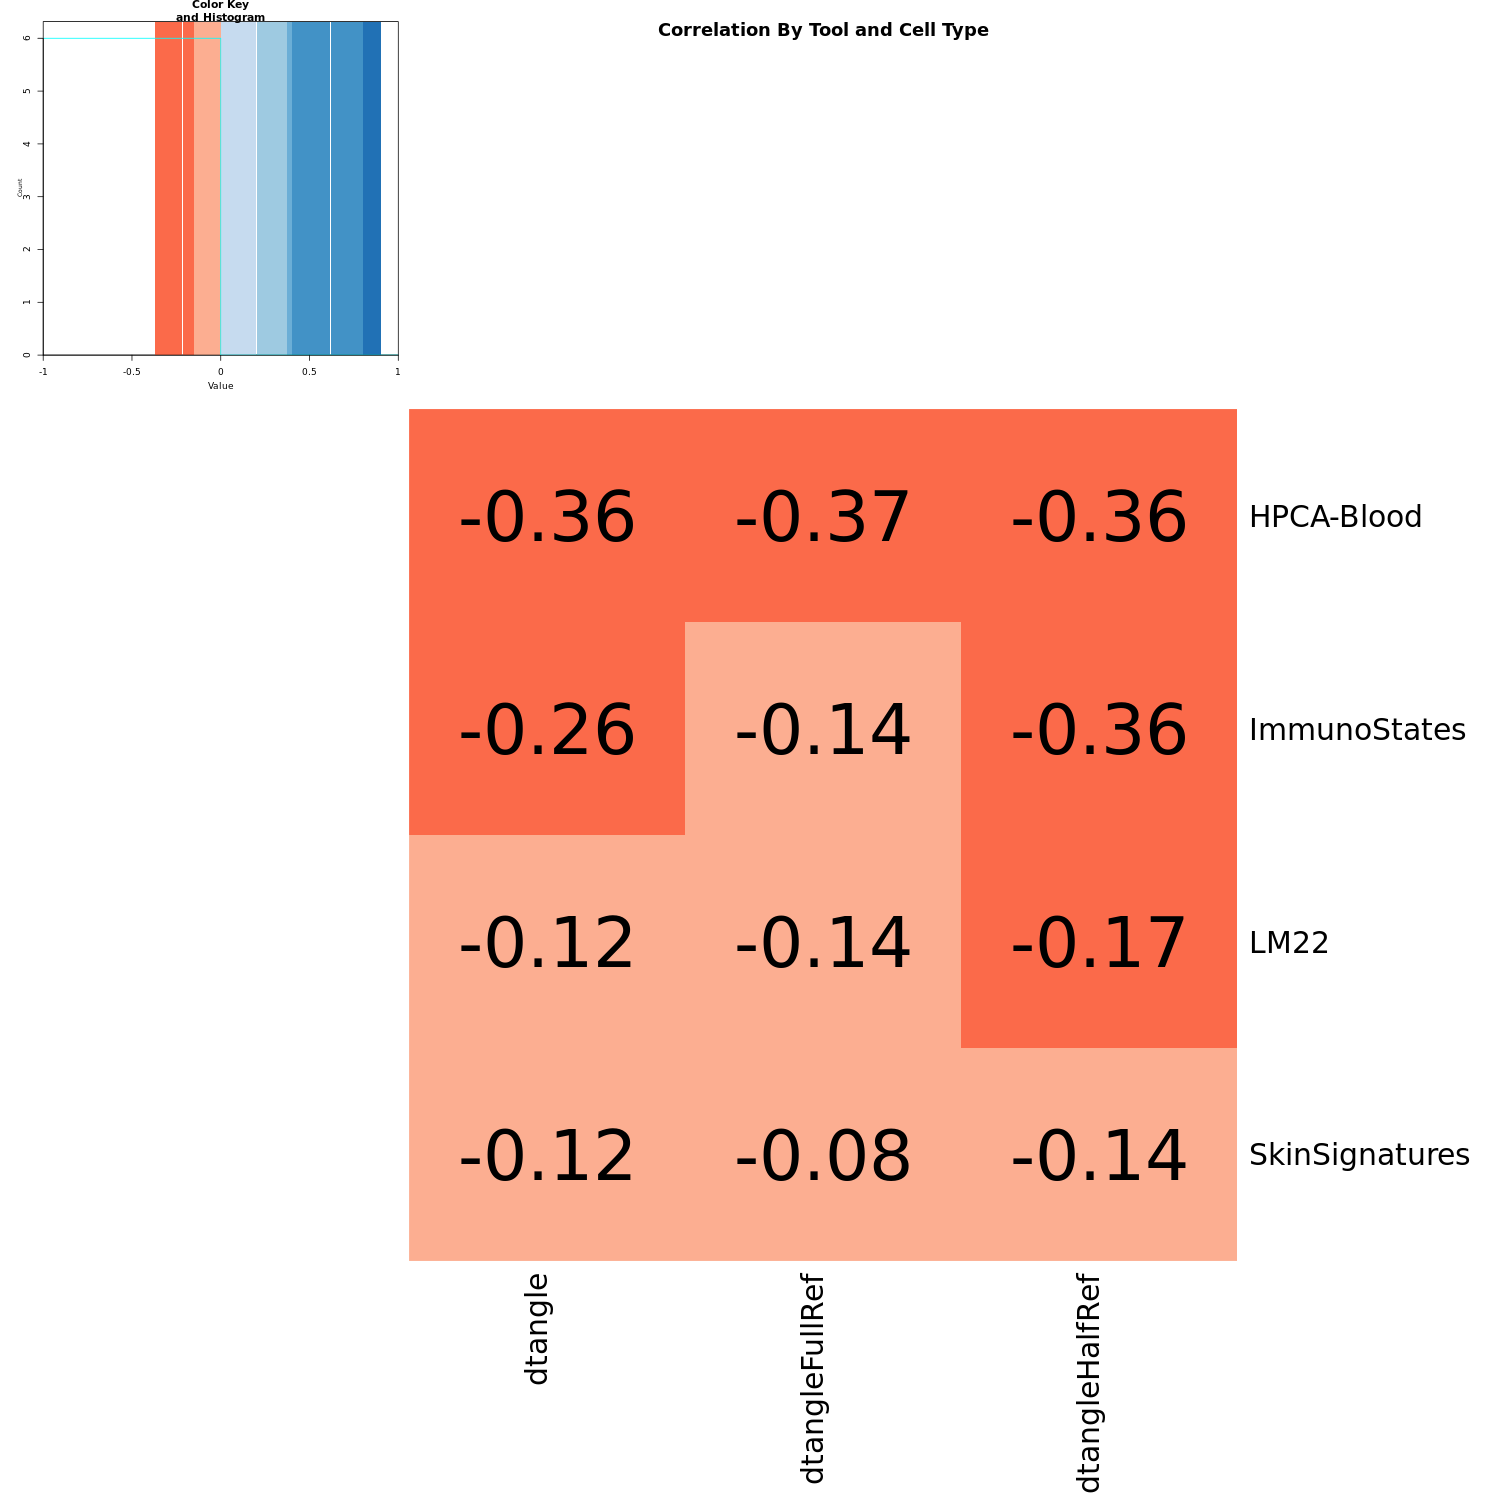 Color Key
and Histogram
Correlation By Tool and Cell Type
6
5
4
3
2
1
0
Count
-1 -0.5 0 0.5 1
Value
-0.36 -0.37 -0.36 HPCA-Blood
-0.26 -0.14 -0.36 ImmunoStates
-0.12 -0.14 -0.17 LM22
-0.12 -0.08 -0.14 SkinSignatures
dtangle
dtangleFullRef
dtangleHalfRef